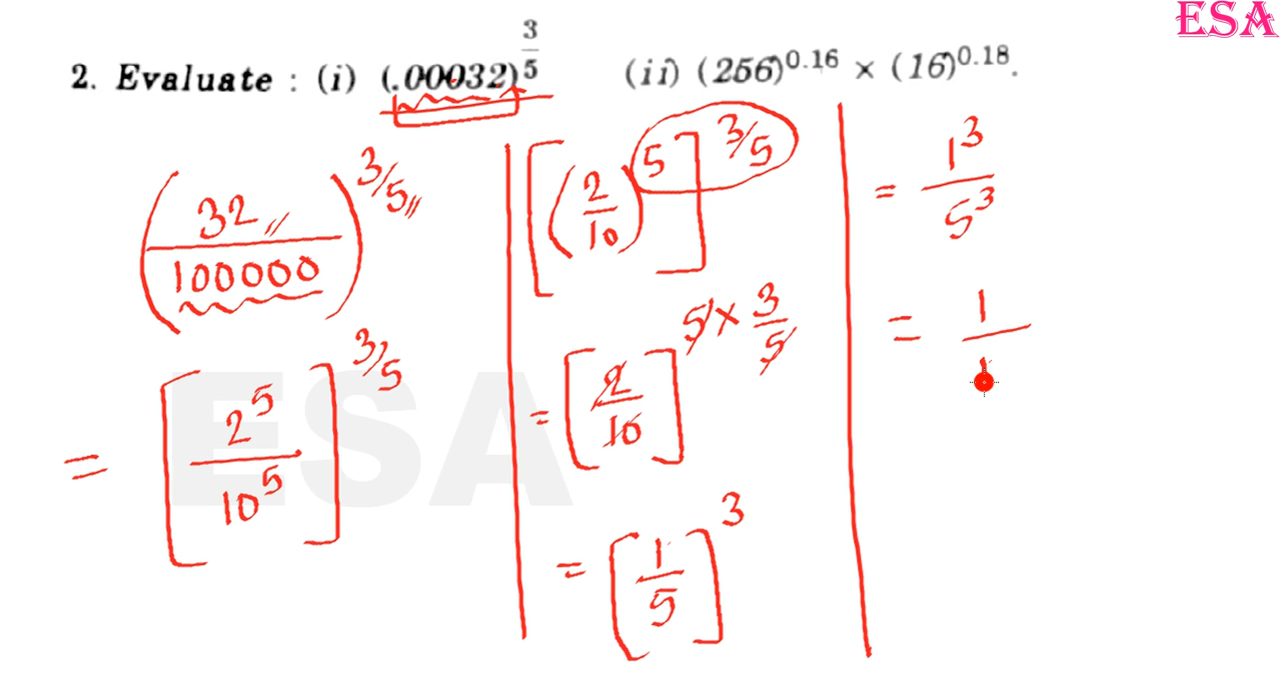 ESA
2. Evaluate : (i) (.00032)^(3/5) (ii) (256)^0.16 × (16)^0.18.
(32/100000)^(3/5)
= [2^5/10^5]^(3/5)
[(2/10)^5]^(3/5)
= [2/10]^(5×3/5)
= [1/5]^3
= 1^3/5^3
= 1/1
ESA